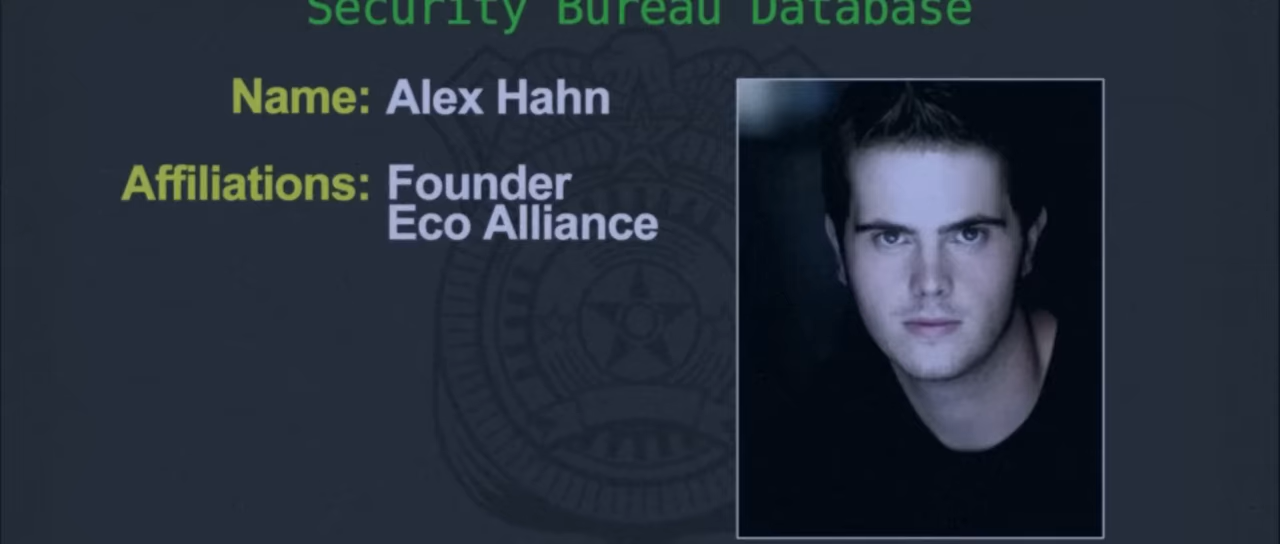 Security Bureau Database
Name: Alex Hahn
Affiliations: Founder
Eco Alliance